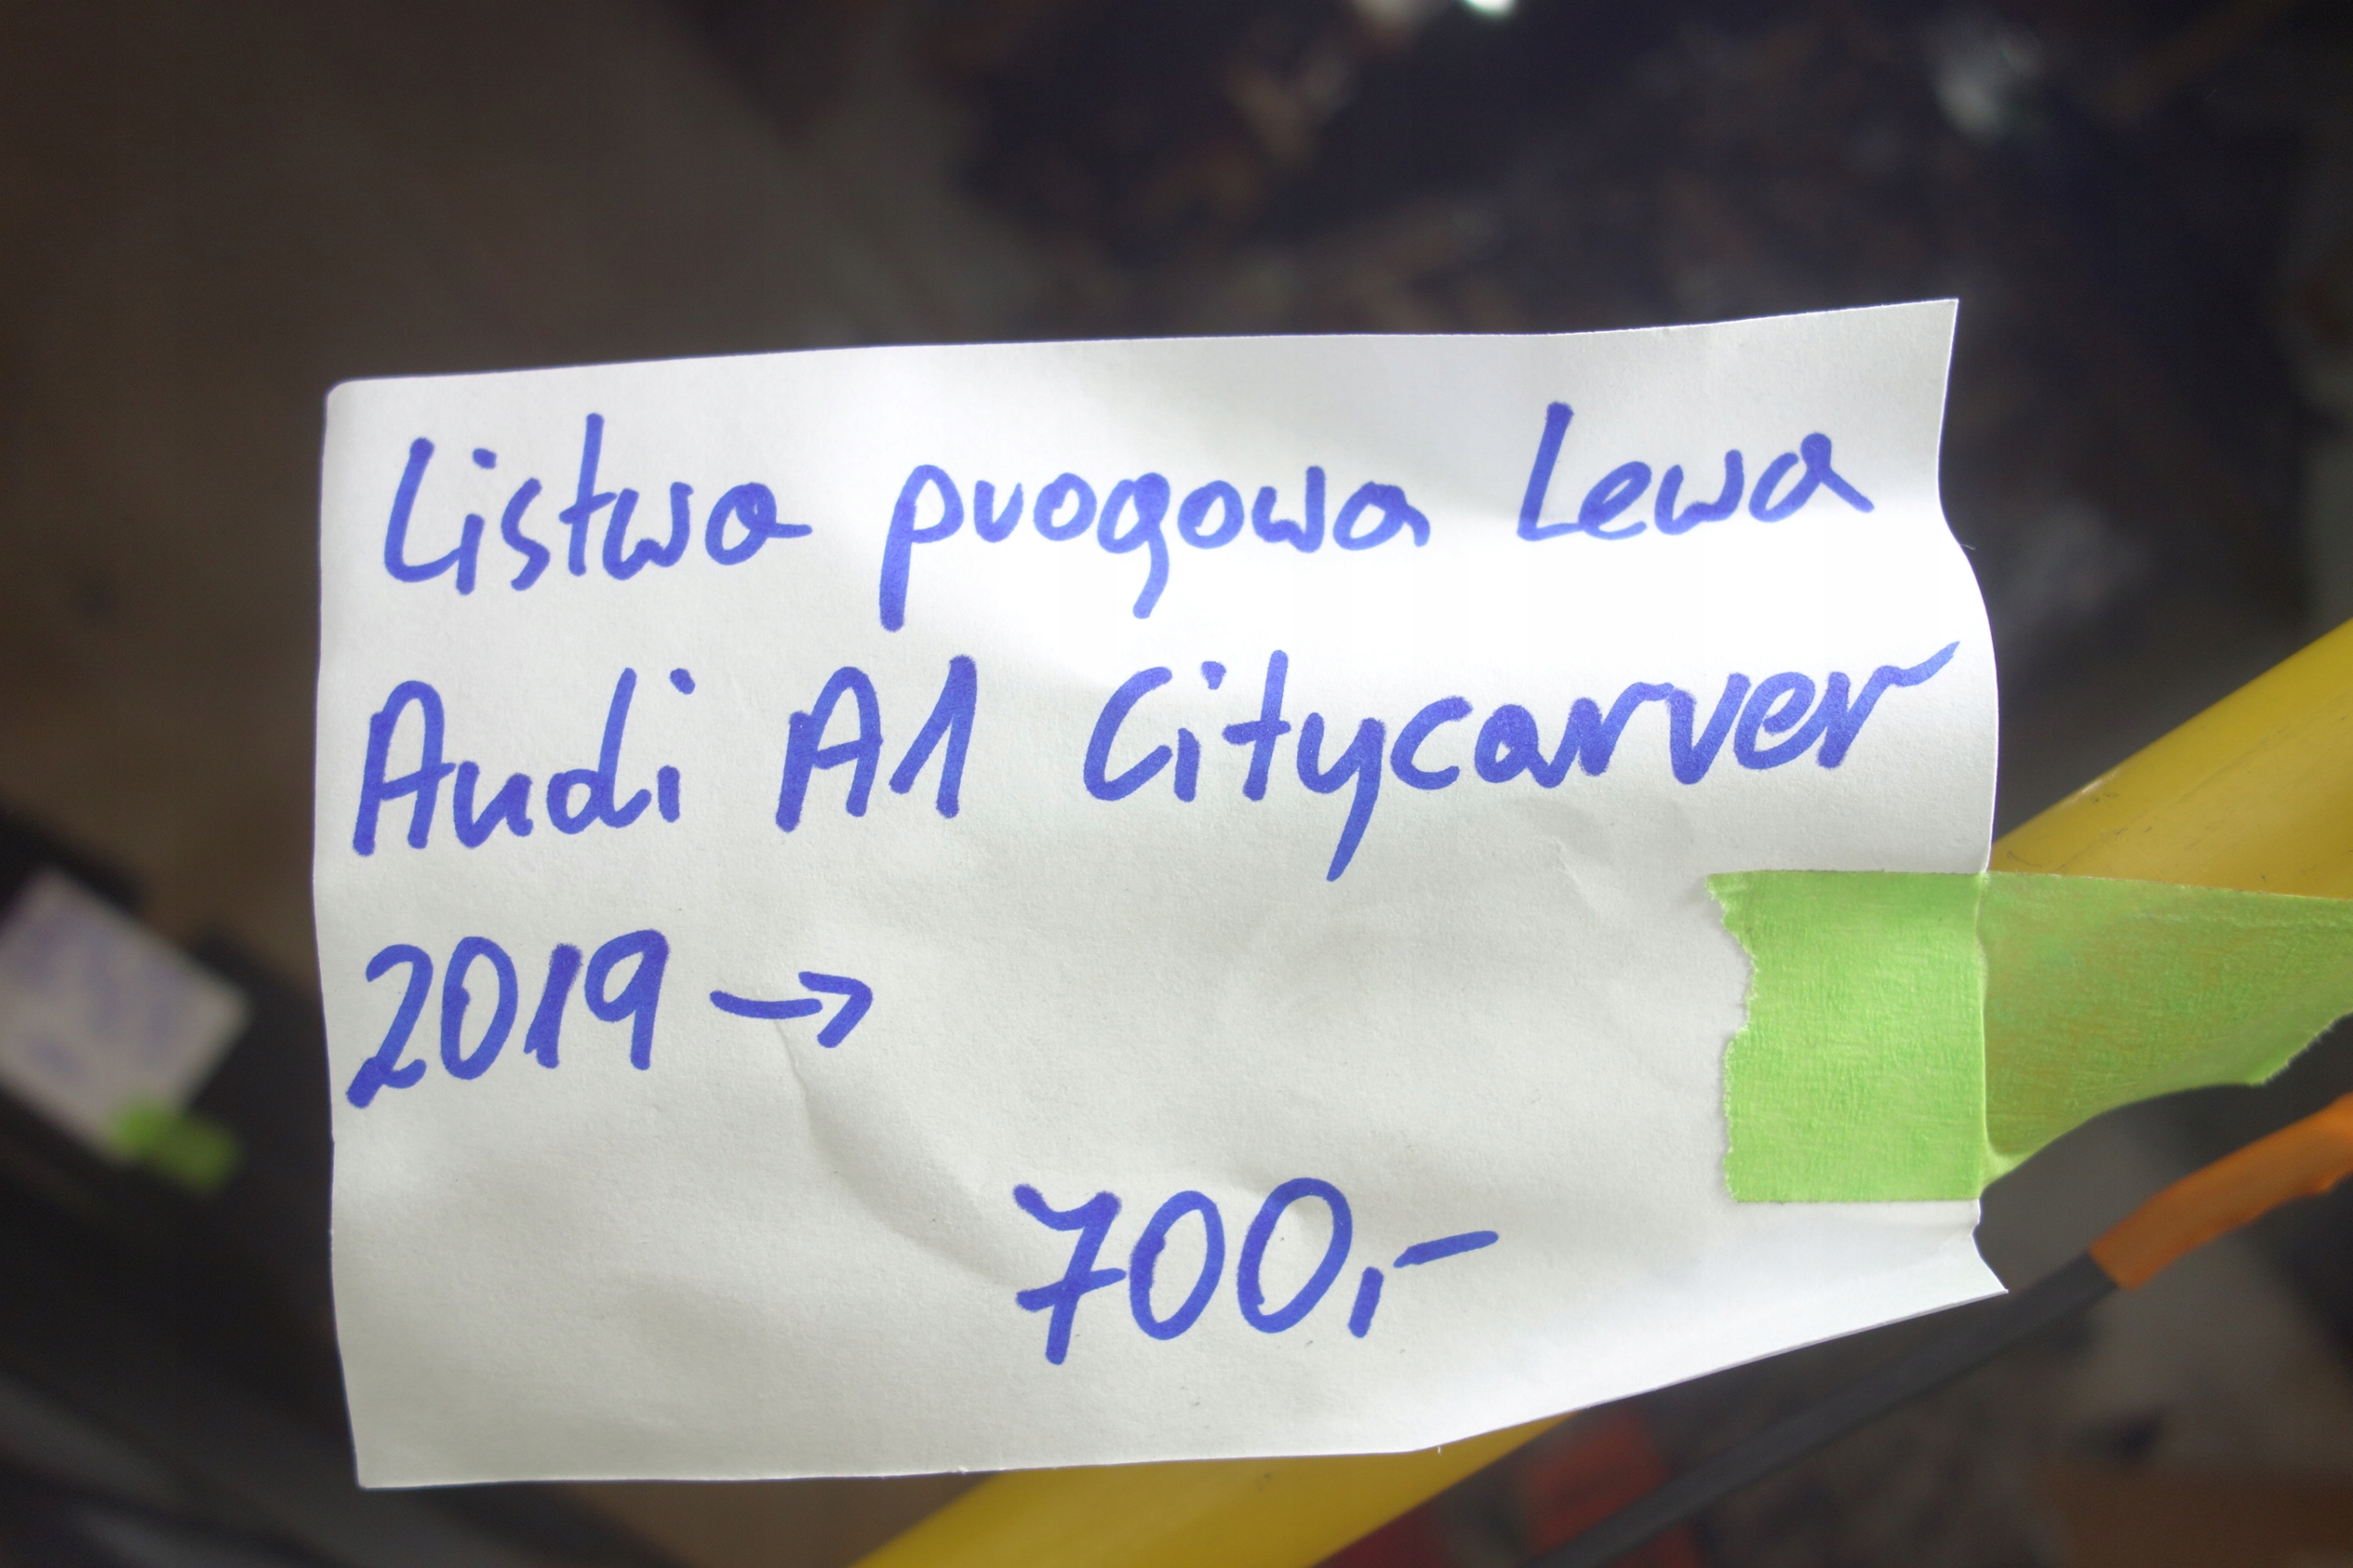 Listwa progowa Lewa
Audi A1 Citycarver
2019 →
700,-